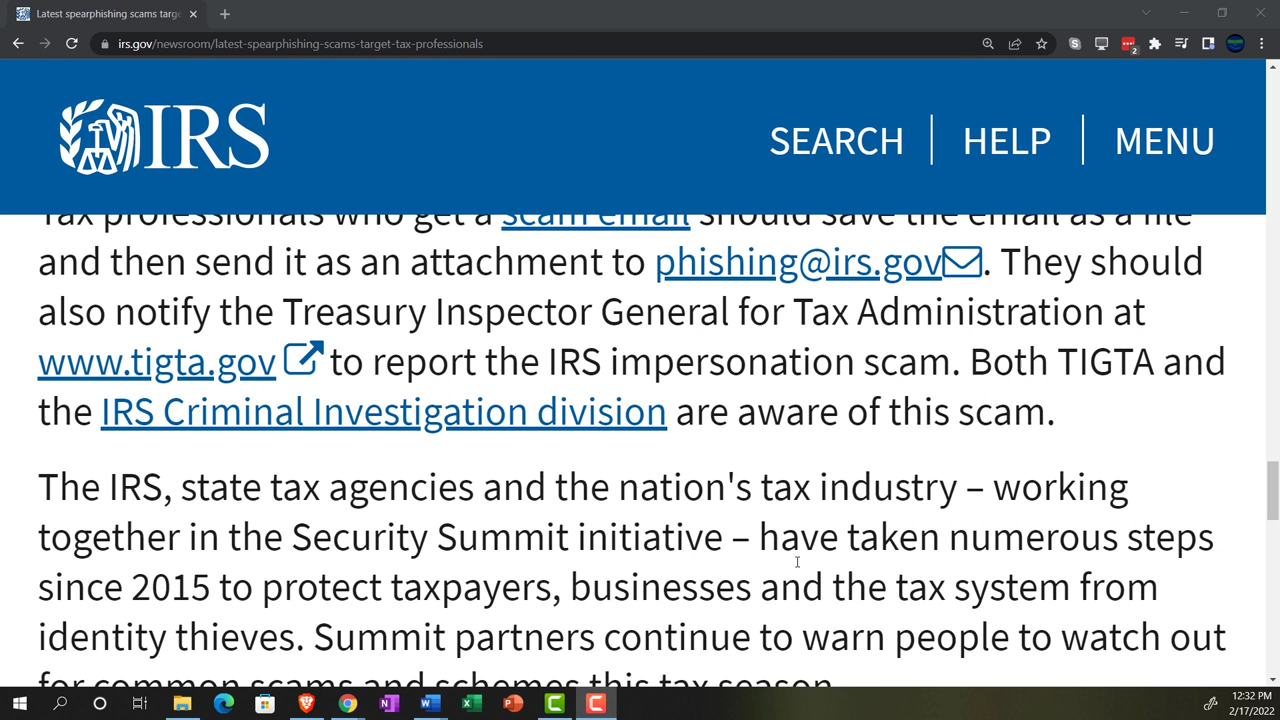 Latest spearphishing scams targe
irs.gov/newsroom/latest-spearphishing-scams-target-tax-professionals
2
IRS
SEARCH HELP MENU
Tax professionals who get a scam email should save the email as a file
and then send it as an attachment to phishing@irs.gov. They should
also notify the Treasury Inspector General for Tax Administration at
www.tigta.gov to report the IRS impersonation scam. Both TIGTA and
the IRS Criminal Investigation division are aware of this scam.
The IRS, state tax agencies and the nation's tax industry – working
together in the Security Summit initiative – have taken numerous steps
since 2015 to protect taxpayers, businesses and the tax system from
identity thieves. Summit partners continue to warn people to watch out
for common scams and schemes this tax season.
12:32 PM
2/17/2022